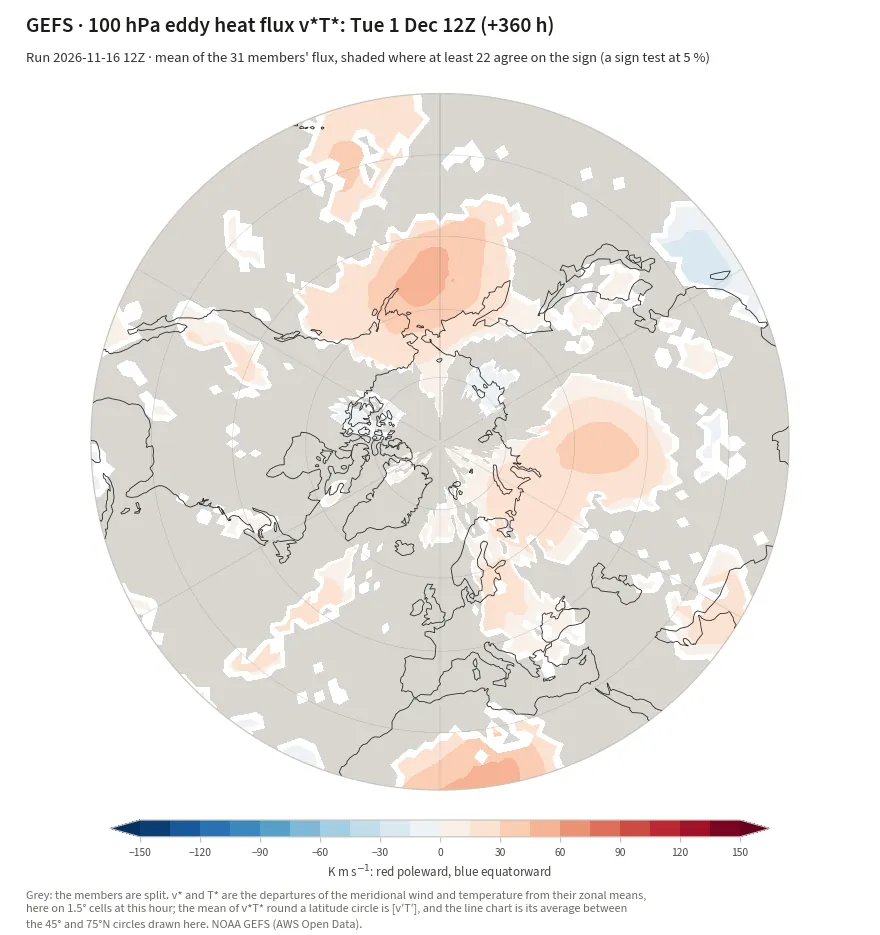 GEFS · 100 hPa eddy heat flux v*T*: Tue 1 Dec 12Z (+360 h)
Run 2026-11-16 12Z · mean of the 31 members' flux, shaded where at least 22 agree on the sign (a sign test at 5 %)
−150 −120 −90 −60 −30 0 30 60 90 120 150
K m s⁻¹: red poleward, blue equatorward
Grey: the members are split. v* and T* are the departures of the meridional wind and temperature from their zonal means,
here on 1.5° cells at this hour; the mean of v*T* round a latitude circle is [v'T'], and the line chart is its average between
the 45° and 75°N circles drawn here. NOAA GEFS (AWS Open Data).